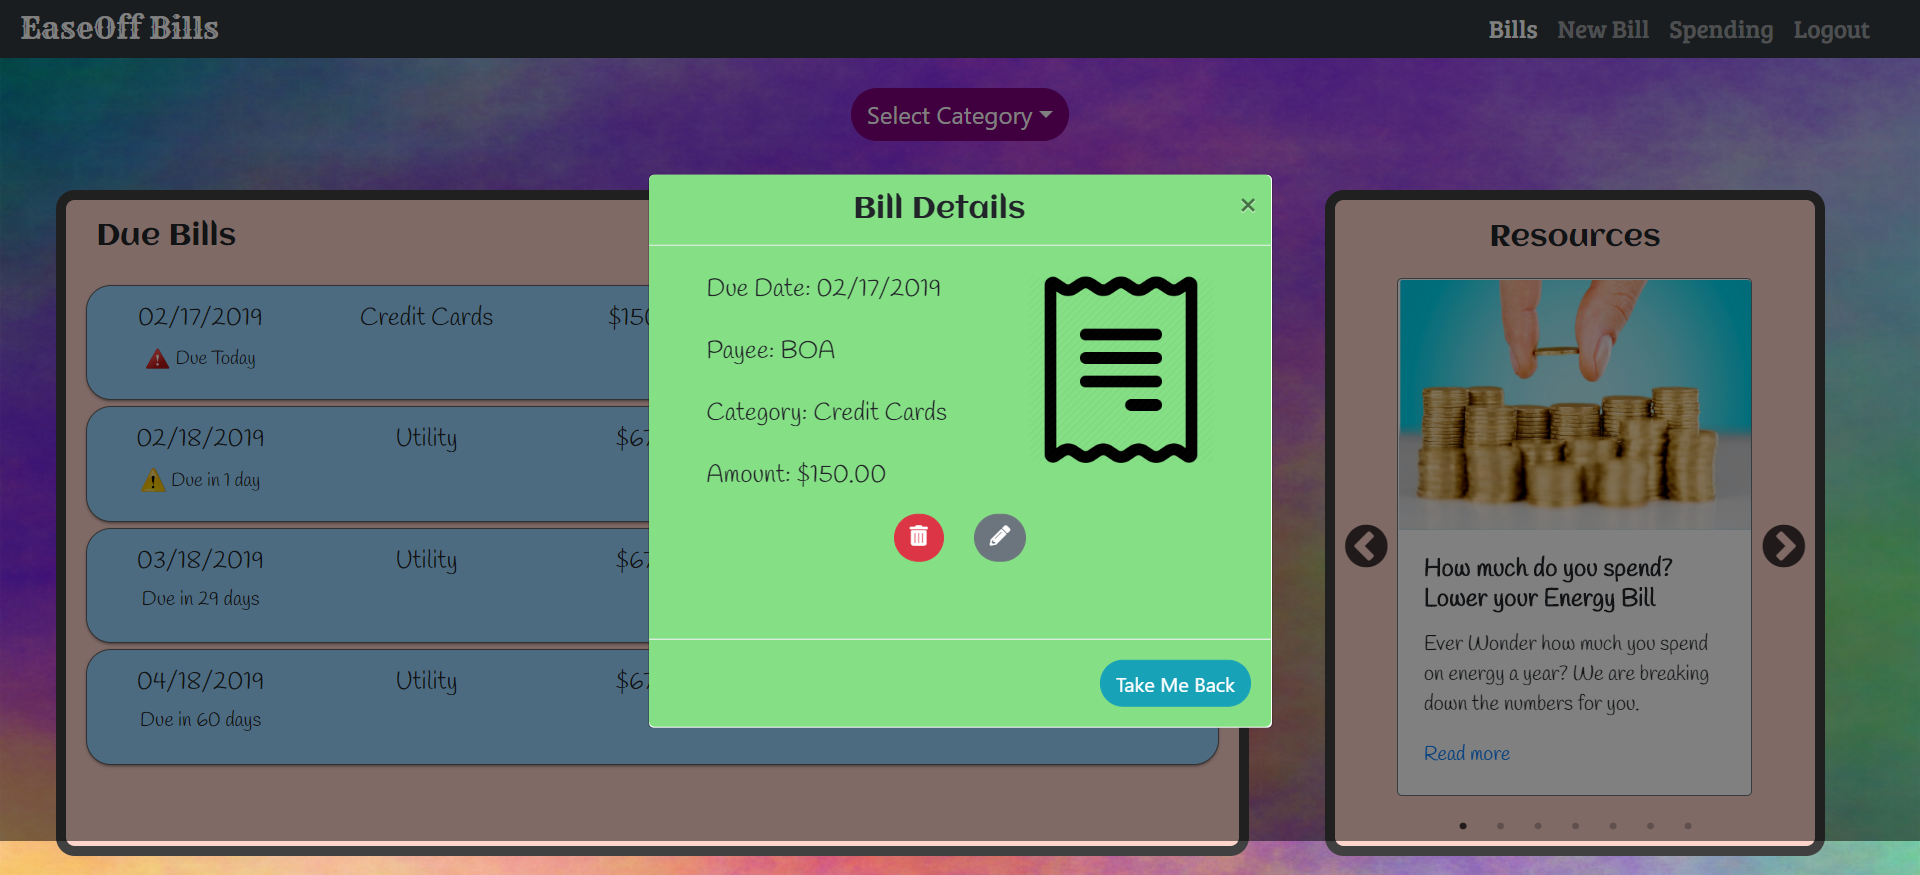 EaseOff Bills
Bills New Bill Spending Logout
Select Category
Due Bills
02/17/2019 Credit Cards
Due Today
02/18/2019 Utility
Due in 1 day
03/18/2019 Utility
Due in 29 days
04/18/2019 Utility
Due in 60 days
Bill Details
×
Due Date: 02/17/2019
Payee: BOA
Category: Credit Cards
Amount: $150.00
Take Me Back
Resources
How much do you spend?
Lower your Energy Bill
Ever Wonder how much you spend
on energy a year? We are breaking
down the numbers for you.
Read more